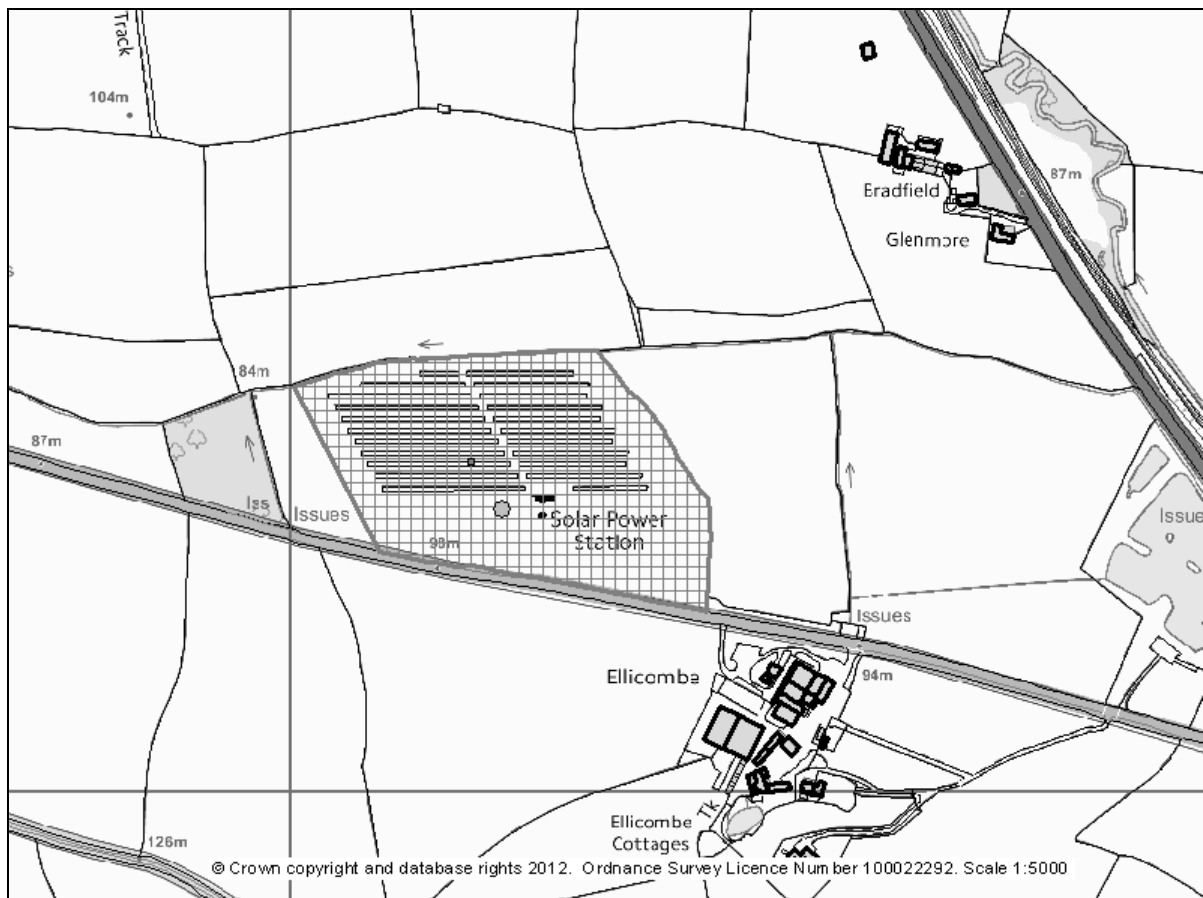 Track
104m
87m
Bradfield
Glenmore
84m
87m
Iss
Issues
98m
Solar Power
Station
Issue
Issues
94m
Ellicombe
Tk
Ellicombe
Cottages
126m
© Crown copyright and database rights 2012. Ordnance Survey Licence Number 100022292. Scale 1:5000